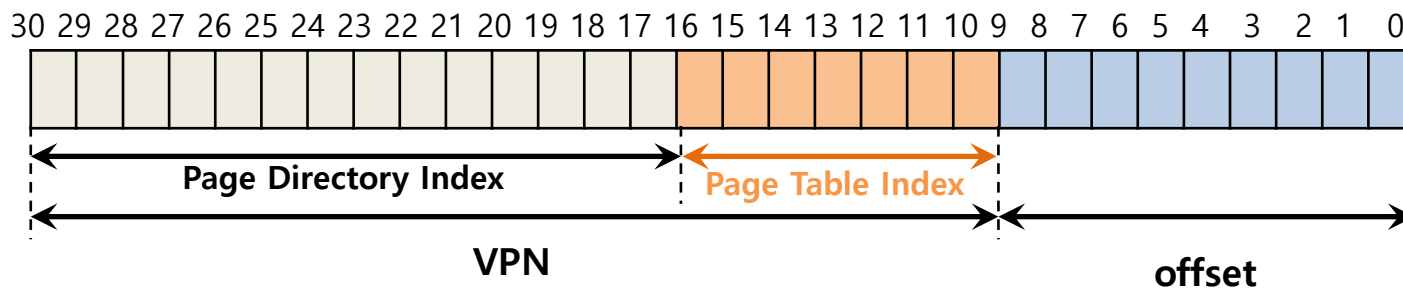 30 29 28 27 26 25 24 23 22 21 20 19 18 17 16 15 14 13 12 11 10 9 8 7 6 5 4 3 2 1 0
Page Directory Index Page Table Index
VPN offset